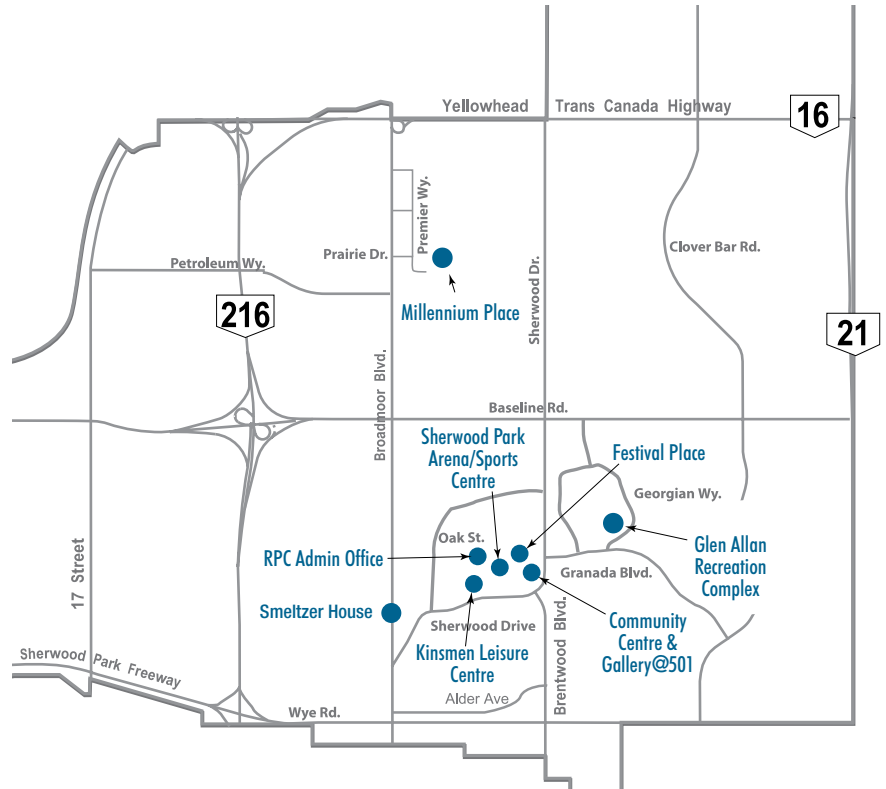 Yellowhead Trans Canada Highway
16
Premier Wy.
Prairie Dr.
Petroleum Wy.
Clover Bar Rd.
Sherwood Dr.
Millennium Place
216
21
Broadmoor Blvd.
Baseline Rd.
Sherwood Park
Arena/Sports
Centre
Festival Place
Georgian Wy.
Oak St.
RPC Admin Office
Glen Allan
Recreation
Complex
Granada Blvd.
17 Street
Smeltzer House
Sherwood Drive
Community
Centre &
Gallery@501
Kinsmen Leisure
Centre
Brentwood Blvd.
Sherwood Park Freeway
Alder Ave
Wye Rd.